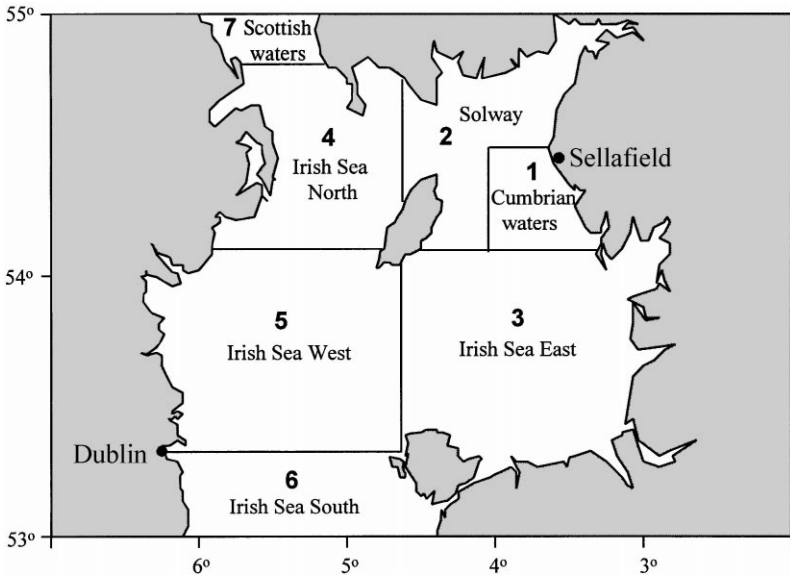 55°
7 Scottish
waters
Solway
2
4
Irish Sea
North
Sellafield
1
Cumbrian
waters
54°
5
Irish Sea West
3
Irish Sea East
Dublin
6
Irish Sea South
53°
6° 5° 4° 3°